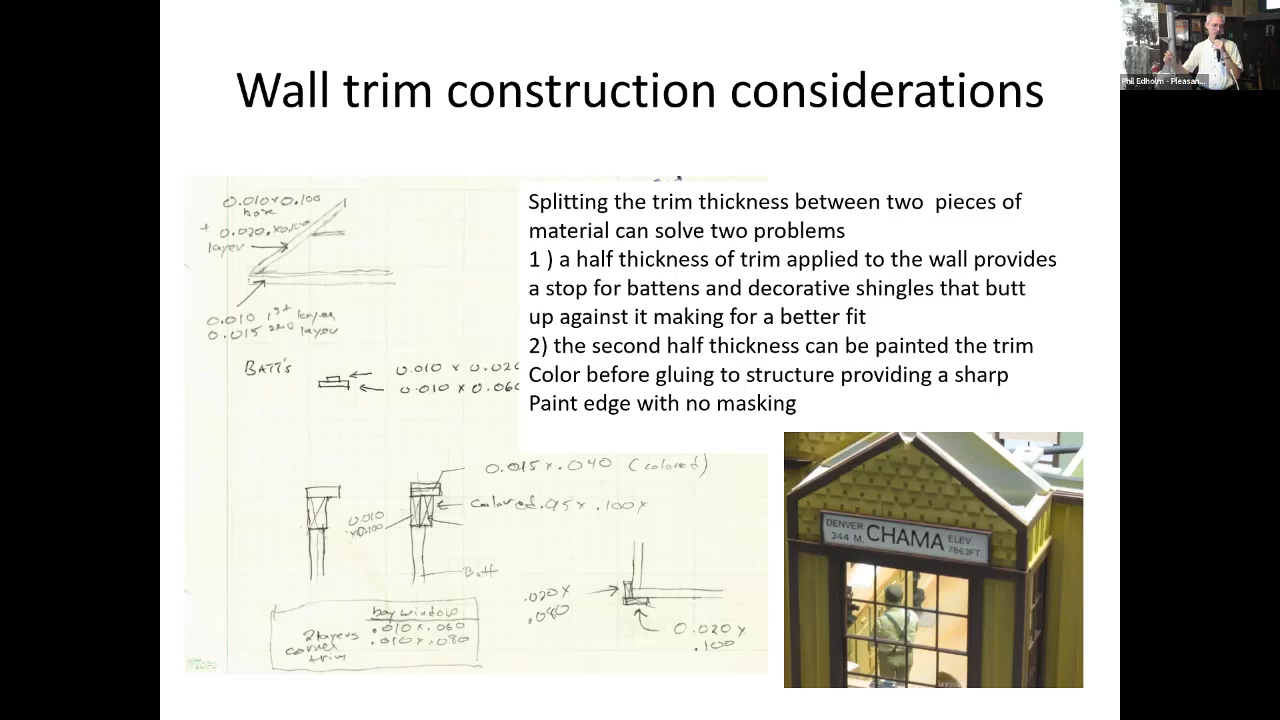 Phil Edholm - Pleasan...
Wall trim construction considerations
Splitting the trim thickness between two  pieces of
material can solve two problems
1 ) a half thickness of trim applied to the wall provides
a stop for battens and decorative shingles that butt
up against it making for a better fit
2) the second half thickness can be painted the trim
Color before gluing to structure providing a sharp
Paint edge with no masking
0.010x0.100
+ 0.020.x0.100
layer
0.010 1st layer
0.015 2nd layer
BATT's
0.010 x 0.020
0.010 x 0.060
0.015 x .040 (colored)
colored .95 x .100 x
0.010
x0.100
Batt
bay window
2 layers .010 x .060
corner .010 x .080
trim
.020 x
.080
0.020 x
.100
DENVER
344 M.
CHAMA
ELEV
7863FT.